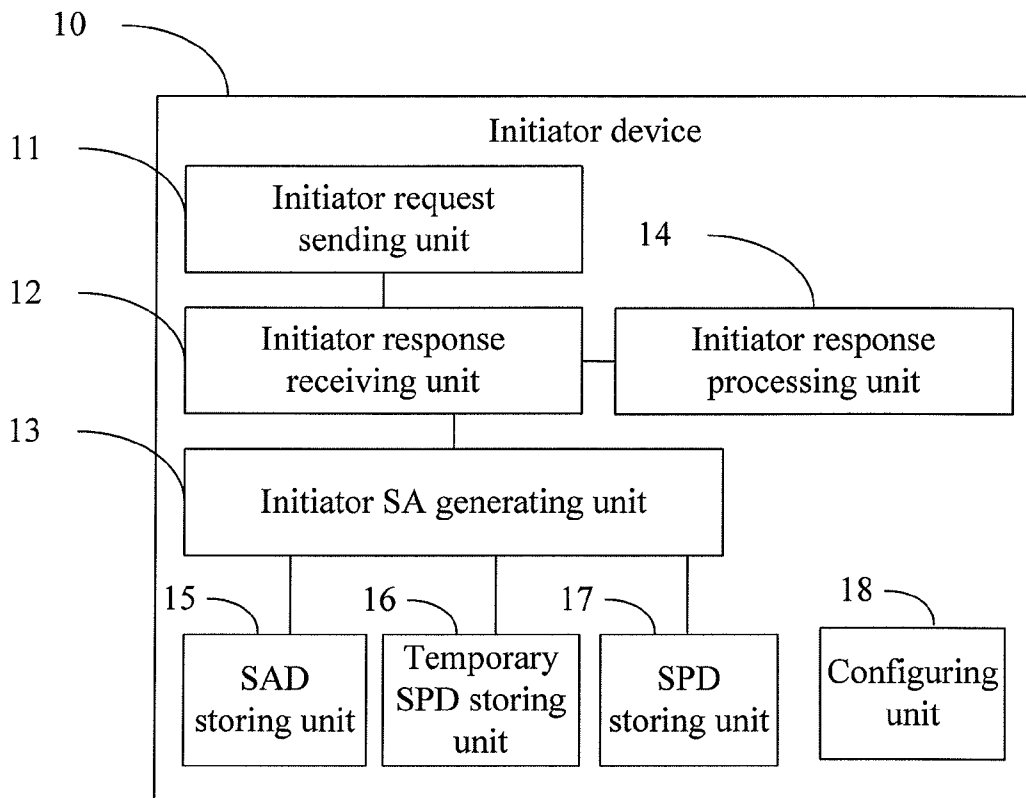 10
Initiator device
11
Initiator request
sending unit
14
12
Initiator response
receiving unit
Initiator response
processing unit
13
Initiator SA generating unit
15
16
17
18
SAD
storing unit
Temporary
SPD storing
unit
SPD
storing unit
Configuring
unit